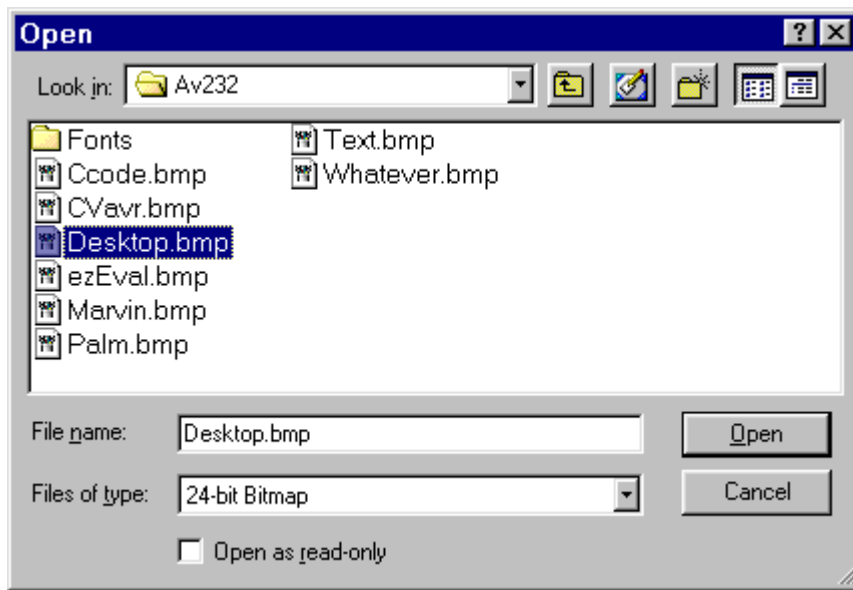 Open
Look in: Av232
Fonts
Ccode.bmp
CVavr.bmp
Desktop.bmp
ezEval.bmp
Marvin.bmp
Palm.bmp
Text.bmp
Whatever.bmp
File name: Desktop.bmp Open
Files of type: 24-bit Bitmap Cancel
Open as read-only